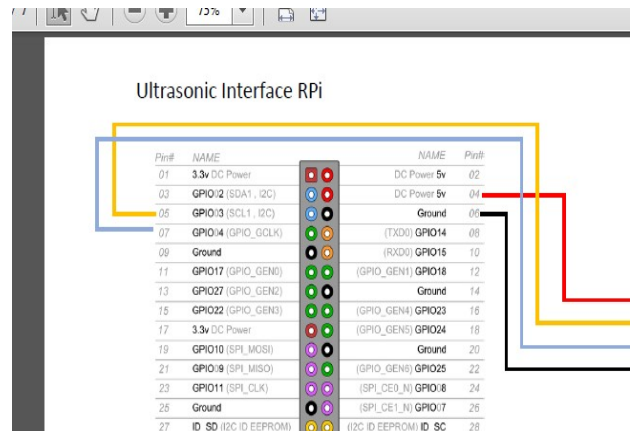 75%
Ultrasonic Interface RPi
Pin# NAME NAME Pin#
01 3.3v DC Power DC Power 5v 02
03 GPIO02 (SDA1 , I2C) DC Power 5v 04
05 GPIO03 (SCL1 , I2C) Ground 06
07 GPIO04 (GPIO_GCLK) (TXD0) GPIO14 08
09 Ground (RXD0) GPIO15 10
11 GPIO17 (GPIO_GEN0) (GPIO_GEN1) GPIO18 12
13 GPIO27 (GPIO_GEN2) Ground 14
15 GPIO22 (GPIO_GEN3) (GPIO_GEN4) GPIO23 16
17 3.3v DC Power (GPIO_GEN5) GPIO24 18
19 GPIO10 (SPI_MOSI) Ground 20
21 GPIO09 (SPI_MISO) (GPIO_GEN6) GPIO25 22
23 GPIO11 (SPI_CLK) (SPI_CE0_N) GPIO08 24
25 Ground (SPI_CE1_N) GPIO07 26
27 ID_SD (I2C ID EEPROM) (I2C ID EEPROM) ID_SC 28